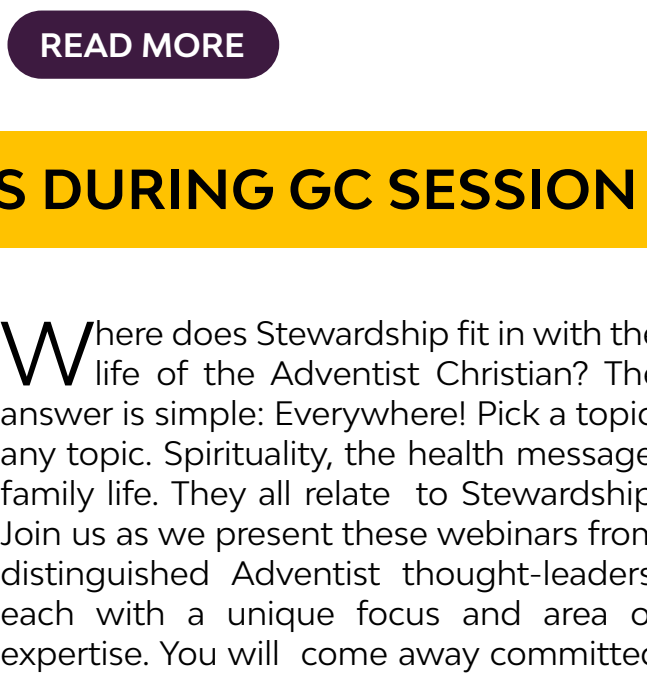 READ MORE
S DURING GC SESSION
Where does Stewardship fit in with the
life of the Adventist Christian? The
answer is simple: Everywhere! Pick a topic
any topic. Spirituality, the health message
family life. They all relate to Stewardship
Join us as we present these webinars from
distinguished Adventist thought-leaders
each with a unique focus and area o
expertise. You will come away committed